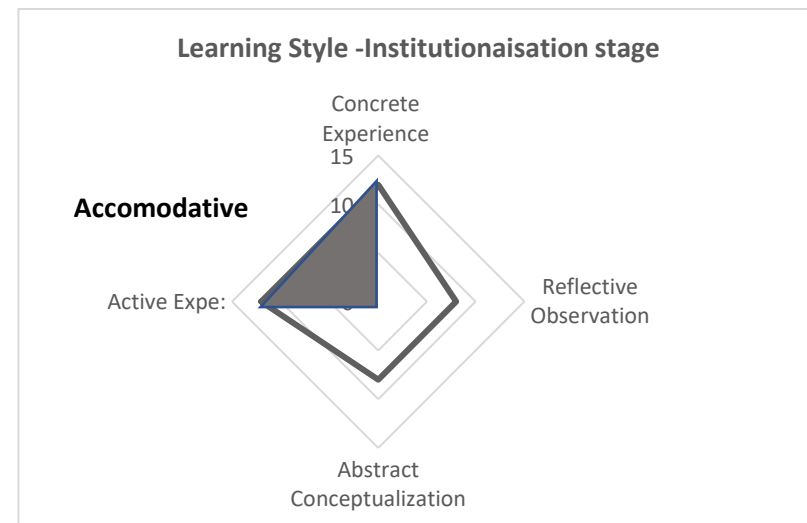 Learning Style -Institutionaisation stage
Concrete
Experience
15
10
Accomodative
Active Expe:
Reflective
Observation
Abstract
Conceptualization